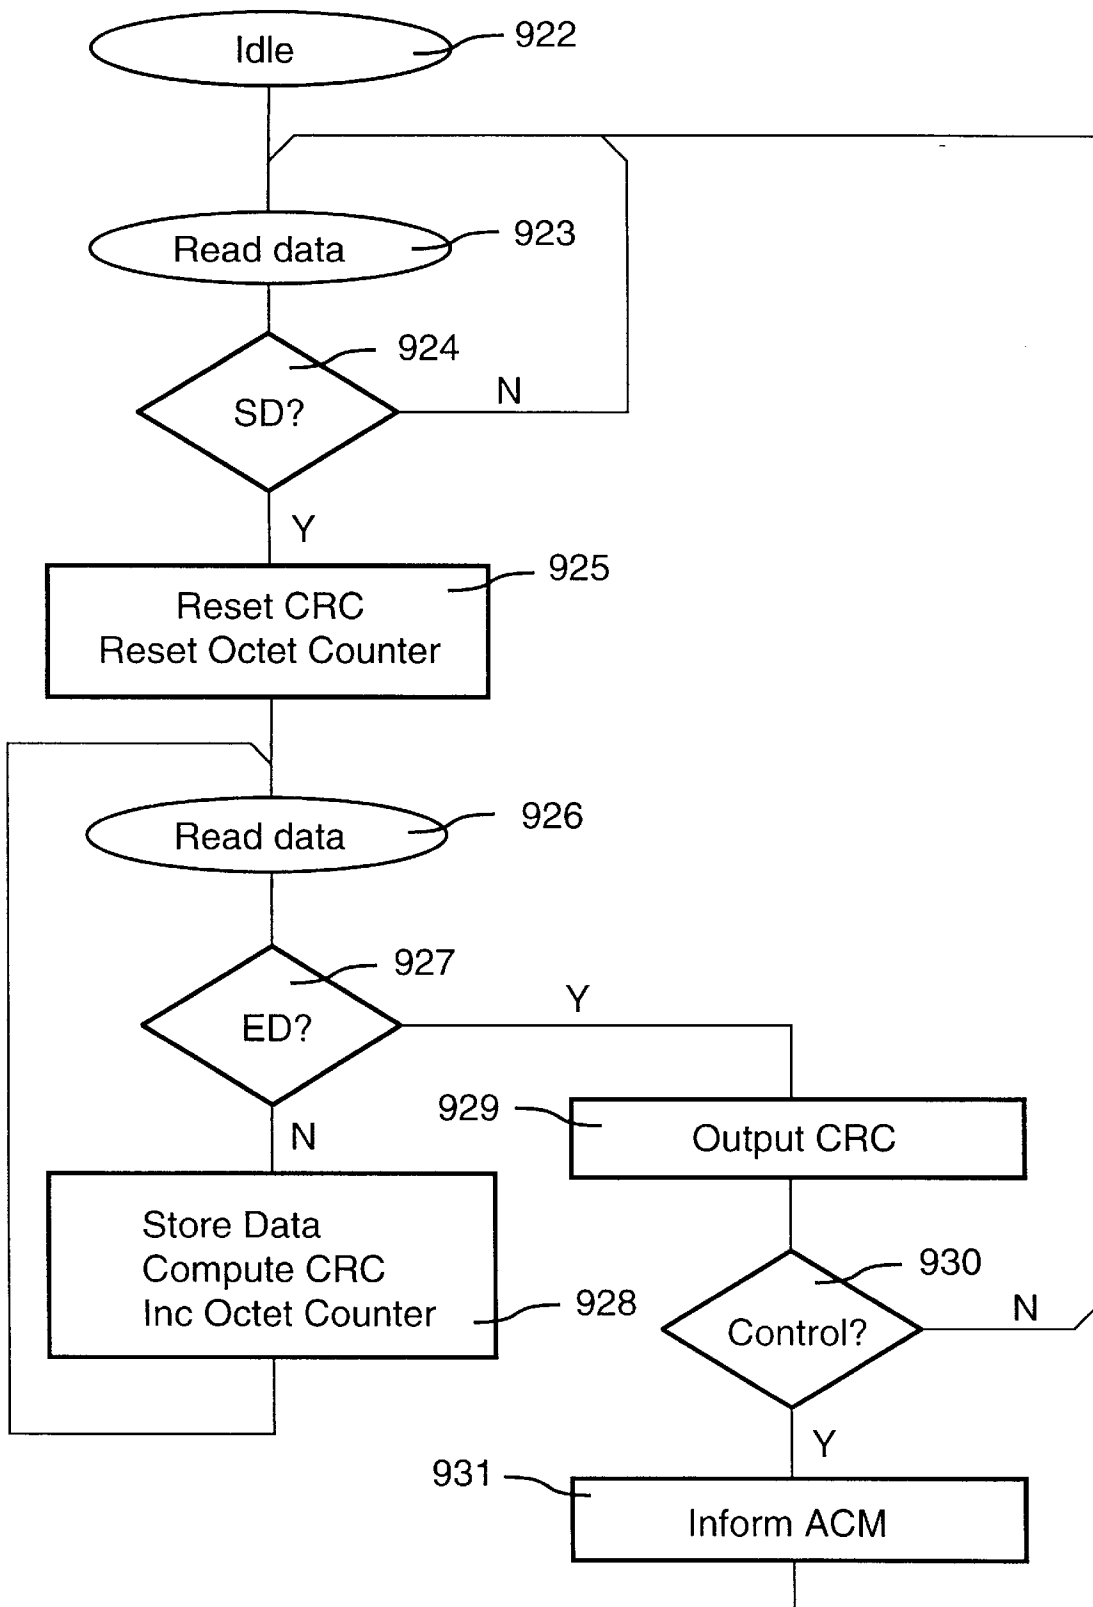 Idle
922
Read data
923
924
SD?
N
Y
925
Reset CRC
Reset Octet Counter
Read data
926
927
ED?
Y
N
929
Output CRC
Store Data
Compute CRC
Inc Octet Counter
928
930
Control?
N
Y
931
Inform ACM